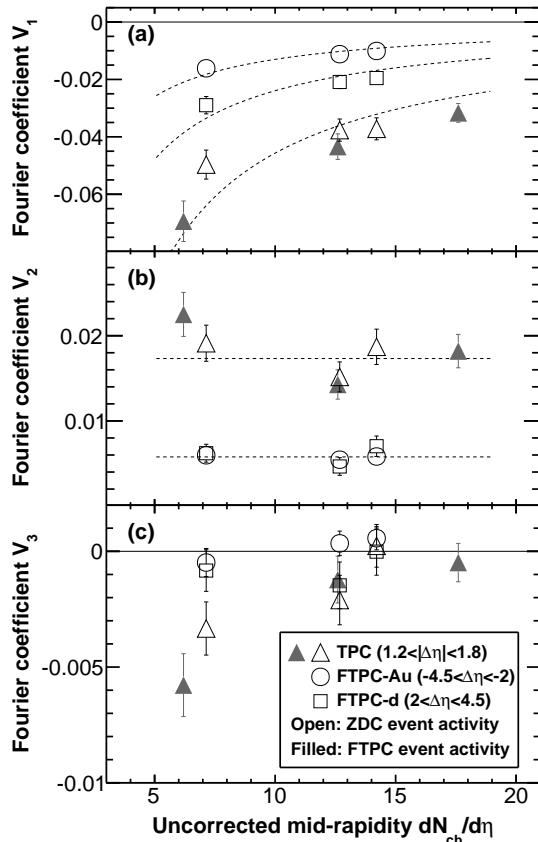 0
(a)
-0.02
-0.04
-0.06
Fourier coefficient V1
(b)
0.02
0.01
Fourier coefficient V2
(c)
0
-0.005
-0.01
Fourier coefficient V3
TPC (1.2<|Δη|<1.8)
FTPC-Au (-4.5<Δη<-2)
FTPC-d (2<Δη<4.5)
Open: ZDC event activity
Filled: FTPC event activity
5 10 15 20
Uncorrected mid-rapidity dNch/dη